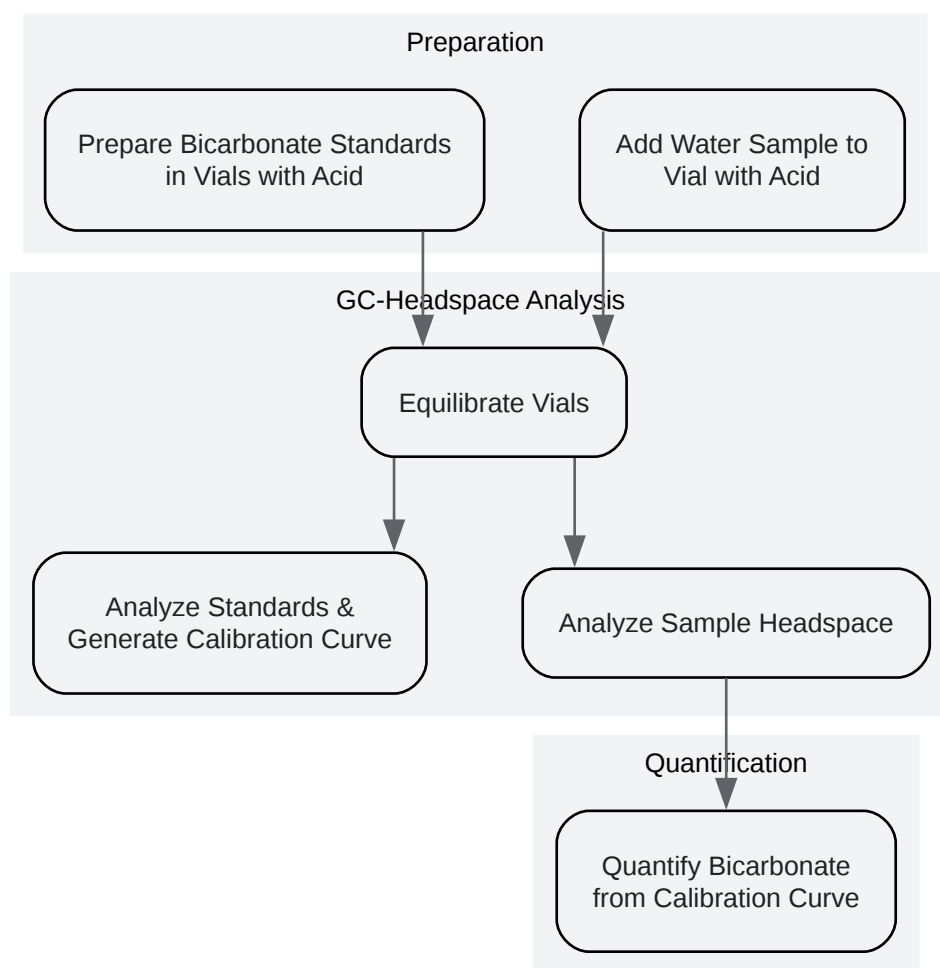 Preparation
Prepare Bicarbonate Standards
in Vials with Acid
Add Water Sample to
Vial with Acid
GC-Headspace Analysis
Equilibrate Vials
Analyze Standards &
Generate Calibration Curve
Analyze Sample Headspace
Quantification
Quantify Bicarbonate
from Calibration Curve